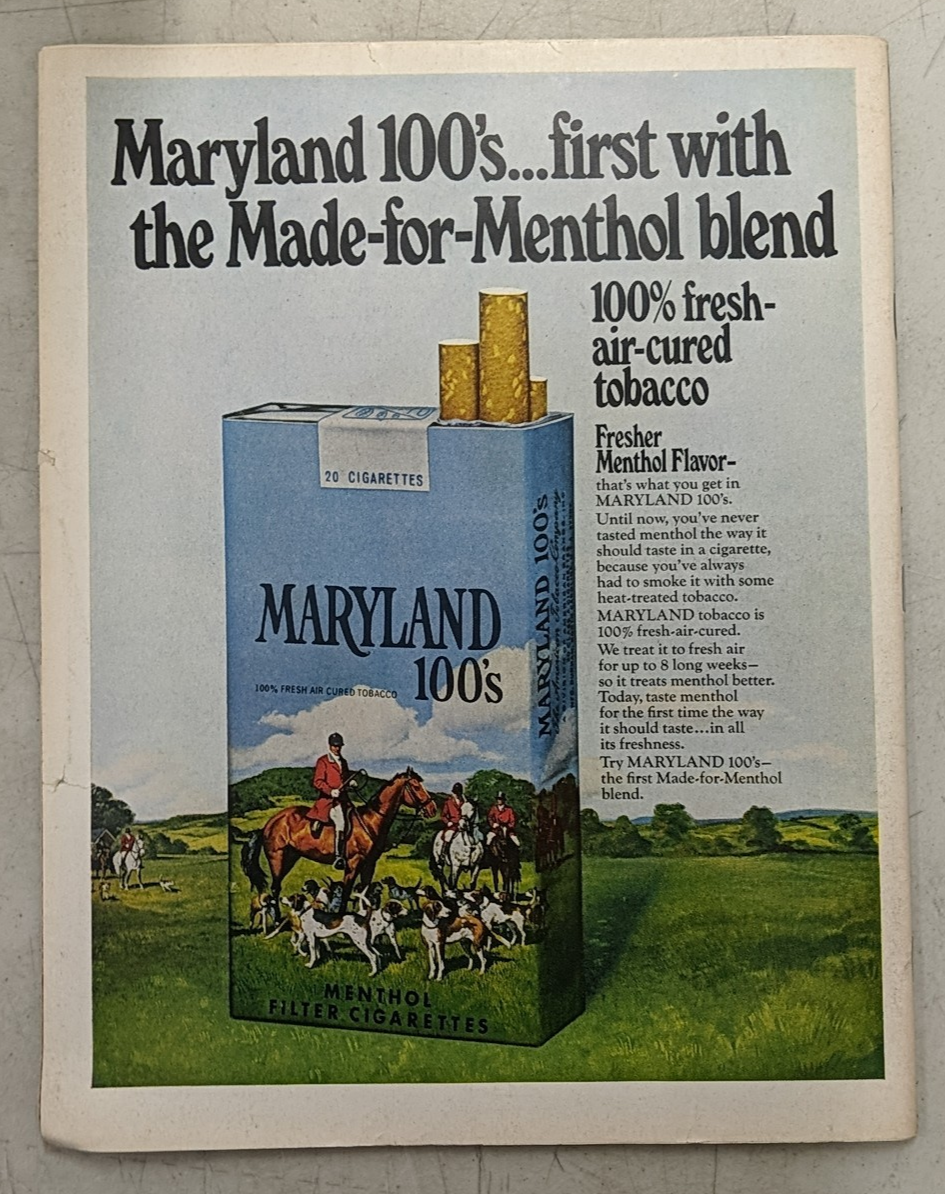 Maryland 100's...first with
the Made-for-Menthol blend
100% fresh-
air-cured
tobacco
Fresher
Menthol Flavor–
that's what you get in
MARYLAND 100's.
Until now, you've never
tasted menthol the way it
should taste in a cigarette,
because you've always
had to smoke it with some
heat-treated tobacco.
MARYLAND tobacco is
100% fresh-air-cured.
We treat it to fresh air
for up to 8 long weeks–
so it treats menthol better.
Today, taste menthol
for the first time the way
it should taste...in all
its freshness.
Try MARYLAND 100's–
the first Made-for-Menthol
blend.
20 CIGARETTES
MARYLAND
100's
100% FRESH AIR CURED TOBACCO
MENTHOL
FILTER CIGARETTES
MARYLAND 100's
The American Tobacco Company